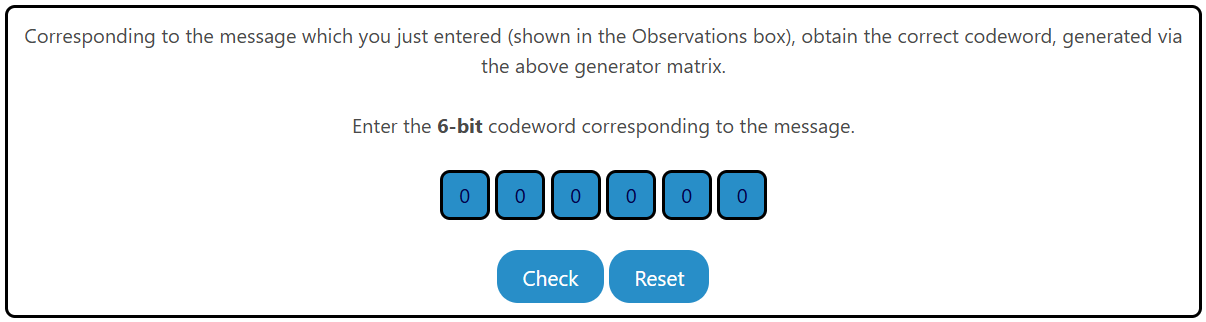 Corresponding to the message which you just entered (shown in the Observations box), obtain the correct codeword, generated via
the above generator matrix.
Enter the 6-bit codeword corresponding to the message.
0 0 0 0 0 0
Check Reset